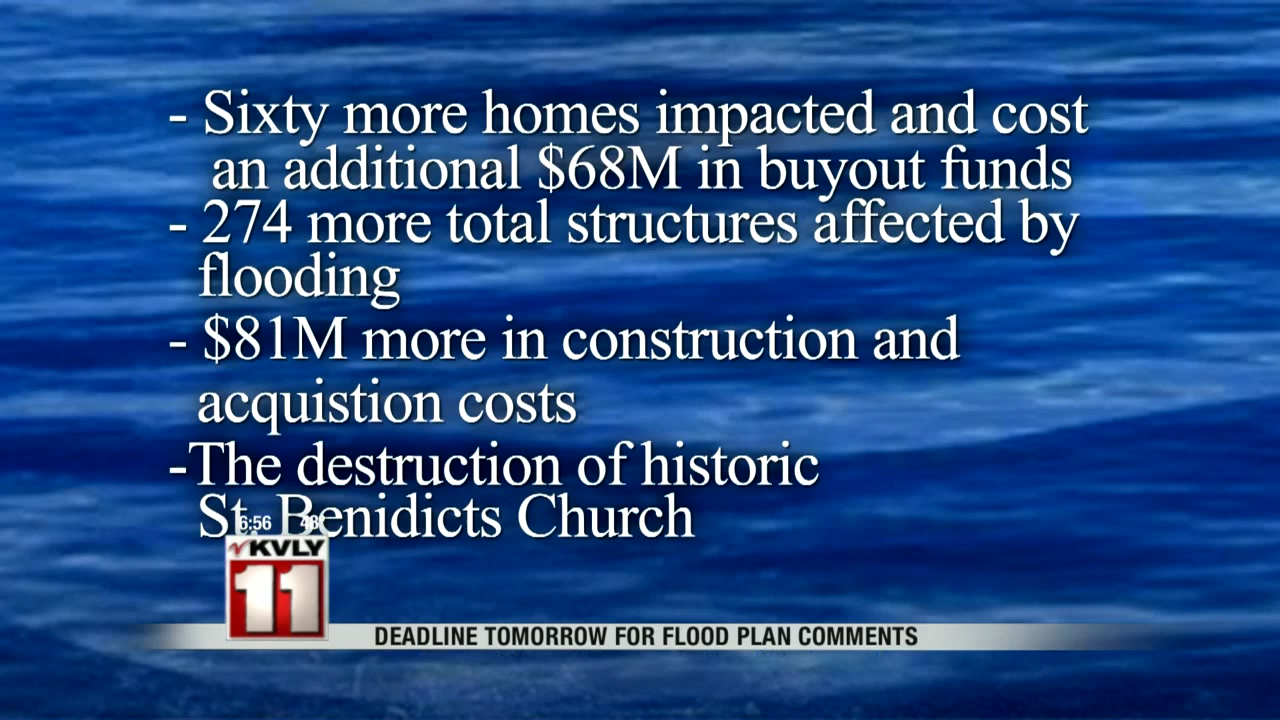 - Sixty more homes impacted and cost
an additional $68M in buyout funds
- 274 more total structures affected by
flooding
- $81M more in construction and
acquistion costs
-The destruction of historic
St. Benidicts Church
6:56 48°
KVLY
11
DEADLINE TOMORROW FOR FLOOD PLAN COMMENTS